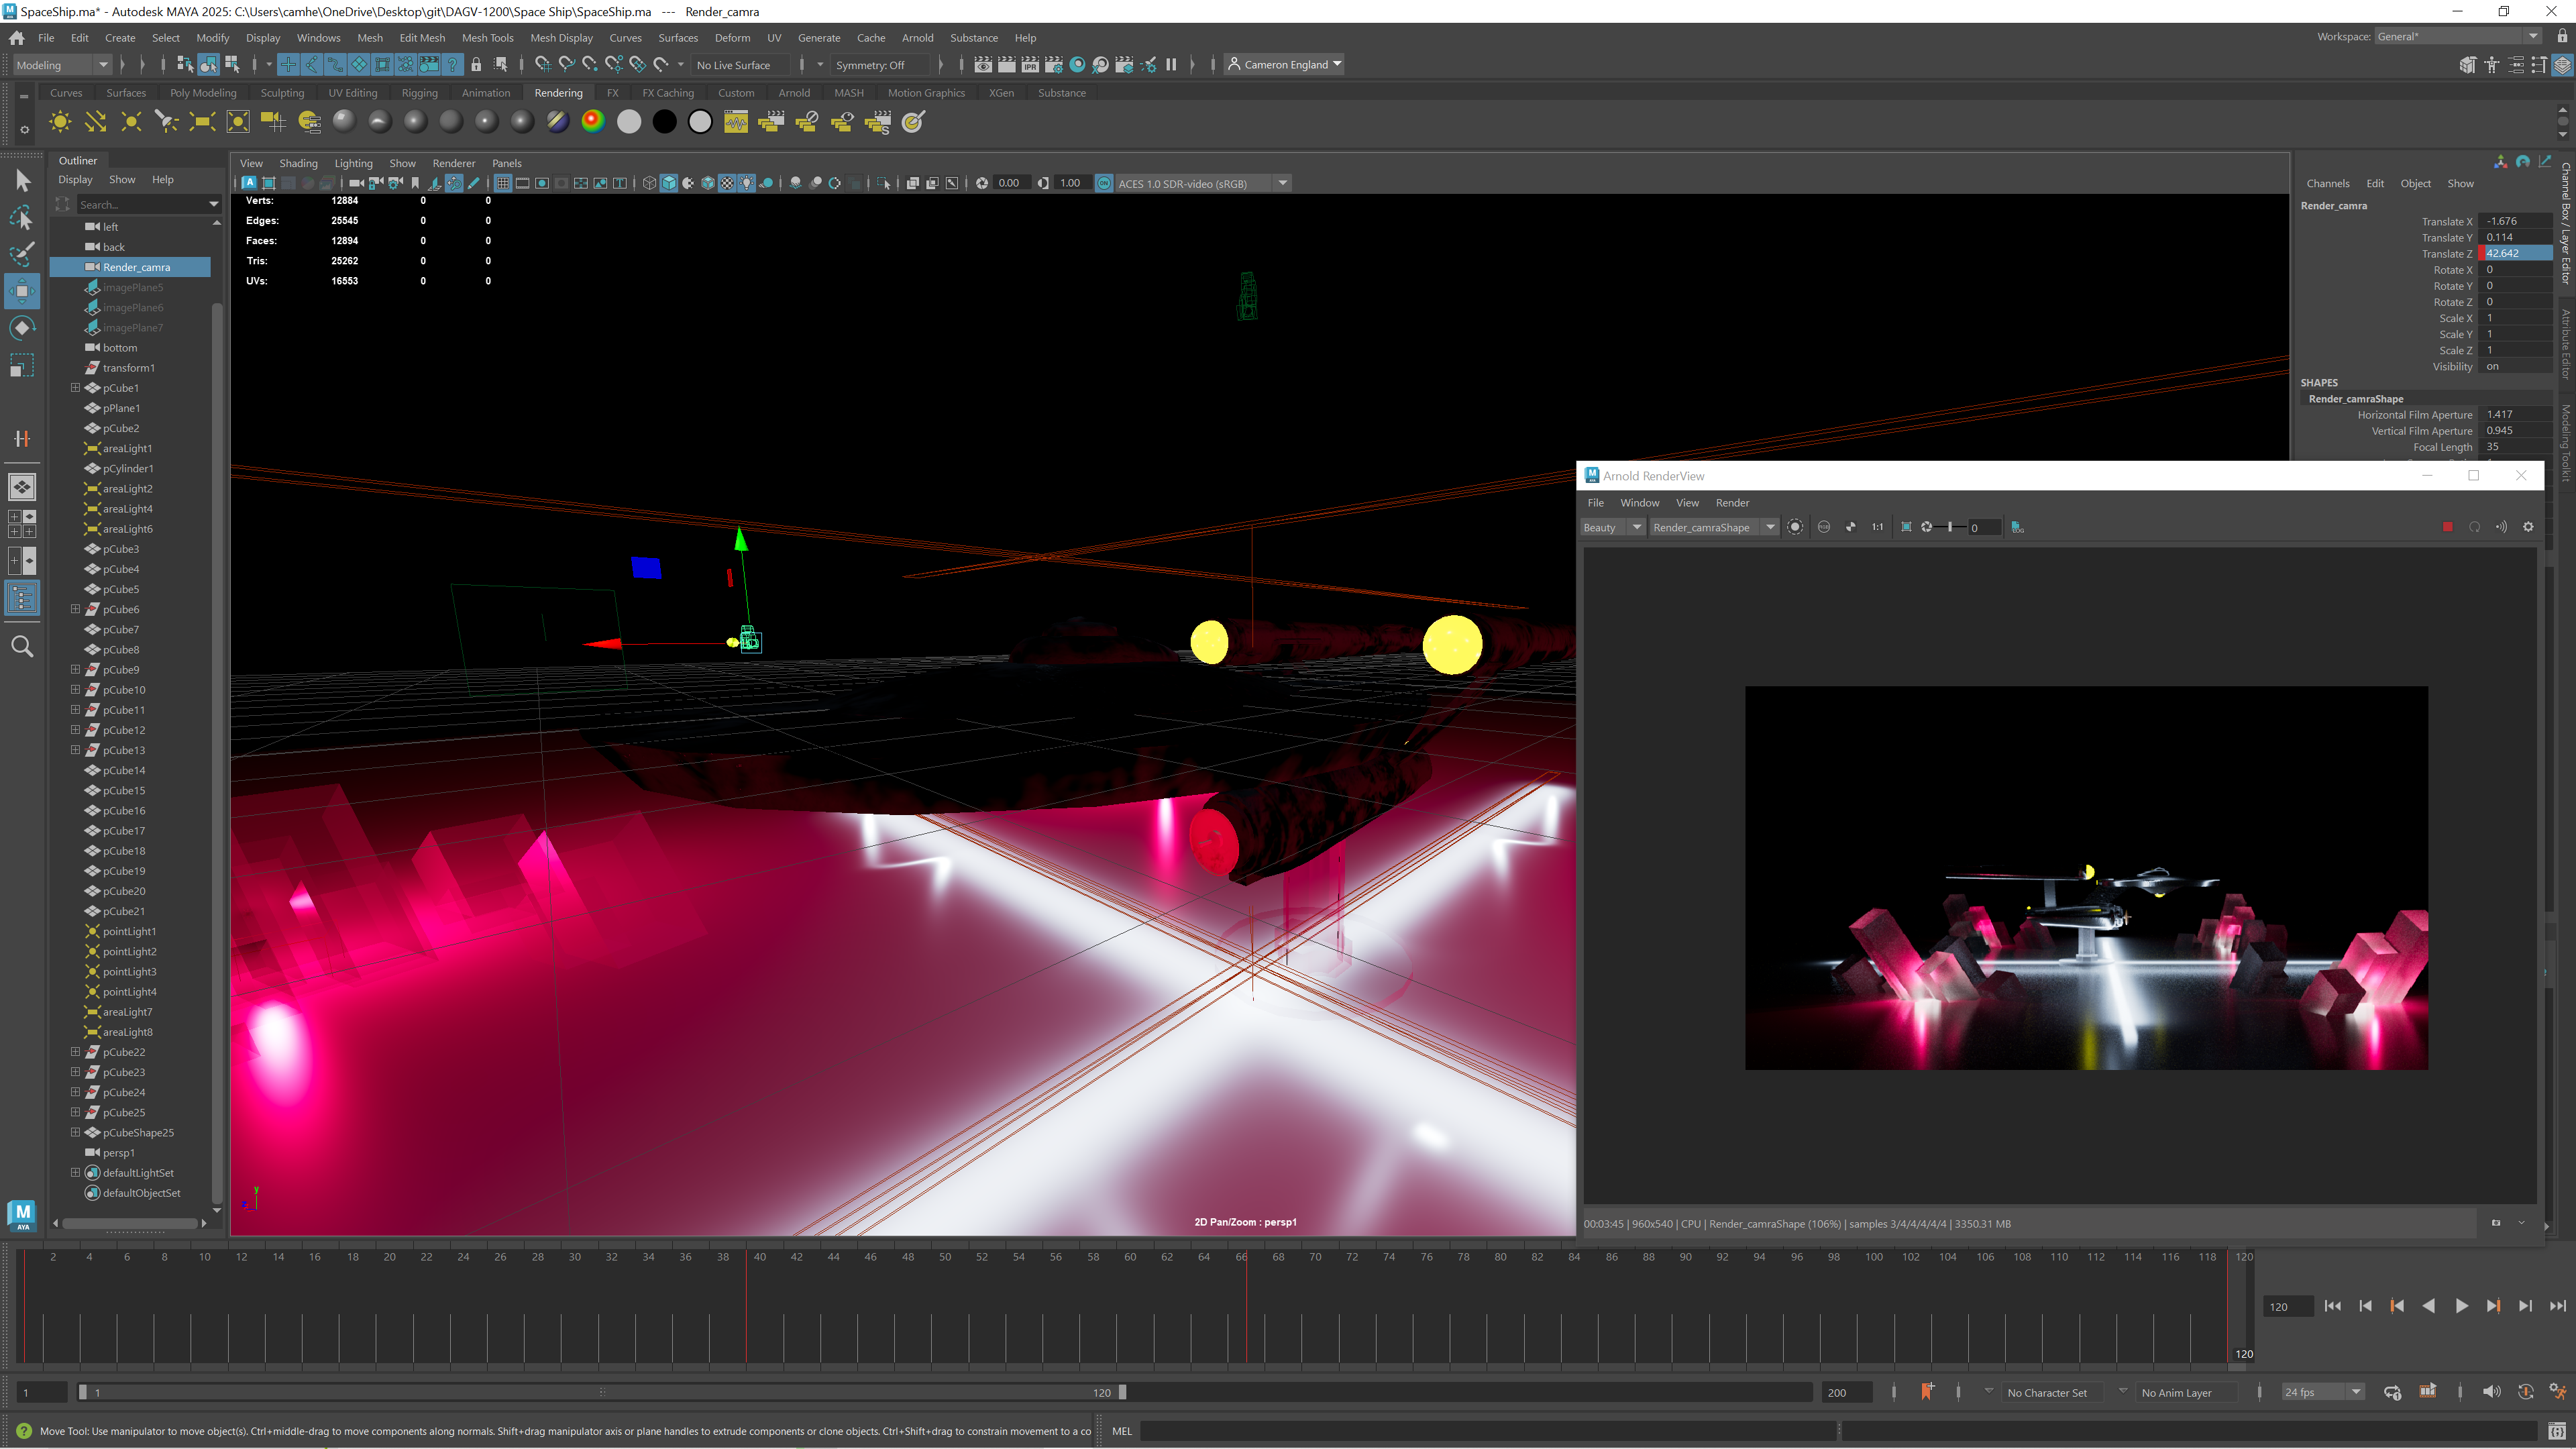 SpaceShip.ma* - Autodesk MAYA 2025: C:\Users\camhe\OneDrive\Desktop\git\DAGV-1200\Space Ship\SpaceShip.ma --- Render_camra
File Edit Create Select Modify Display Windows Mesh Edit Mesh Mesh Tools Mesh Display Curves Surfaces Deform UV Generate Cache Arnold Substance Help
Workspace: General*
Modeling
No Live Surface
Symmetry: Off
IPR
Cameron England
Curves Surfaces Poly Modeling Sculpting UV Editing Rigging Animation Rendering FX FX Caching Custom Arnold MASH Motion Graphics XGen Substance
Outliner
Display Show Help
Search...
left
back
Render_camra
imagePlane5
imagePlane6
imagePlane7
bottom
transform1
pCube1
pPlane1
pCube2
areaLight1
pCylinder1
areaLight2
areaLight4
areaLight6
pCube3
pCube4
pCube5
pCube6
pCube7
pCube8
pCube9
pCube10
pCube11
pCube12
pCube13
pCube14
pCube15
pCube16
pCube17
pCube18
pCube19
pCube20
pCube21
pointLight1
pointLight2
pointLight3
pointLight4
areaLight7
areaLight8
pCube22
pCube23
pCube24
pCube25
pCubeShape25
persp1
defaultLightSet
defaultObjectSet
View Shading Lighting Show Renderer Panels
0.00
1.00
ACES 1.0 SDR-video (sRGB)
Verts: 12884 0 0
Edges: 25545 0 0
Faces: 12894 0 0
Tris: 25262 0 0
UVs: 16553 0 0
2D Pan/Zoom : persp1
Channels Edit Object Show
Render_camra
Translate X -1.676
Translate Y 0.114
Translate Z 42.642
Rotate X 0
Rotate Y 0
Rotate Z 0
Scale X 1
Scale Y 1
Scale Z 1
Visibility on
SHAPES
Render_camraShape
Horizontal Film Aperture 1.417
Vertical Film Aperture 0.945
Focal Length 35
Channel Box / Layer Editor
Attribute Editor
Modeling Toolkit
Arnold RenderView
File Window View Render
Beauty
Render_camraShape
1:1
0
00:03:45 | 960x540 | CPU | Render_camraShape (106%) | samples 3/4/4/4/4/4 | 3350.31 MB
2 4 6 8 10 12 14 16 18 20 22 24 26 28 30 32 34 36 38 40 42 44 46 48 50 52 54 56 58 60 62 64 66 68 70 72 74 76 78 80 82 84 86 88 90 92 94 96 98 100 102 104 106 108 110 112 114 116 118 120
120
120
1
1
120
200
No Character Set
No Anim Layer
24 fps
Move Tool: Use manipulator to move object(s). Ctrl+middle-drag to move components along normals. Shift+drag manipulator axis or plane handles to extrude components or clone objects. Ctrl+Shift+drag to constrain movement to a co
MEL